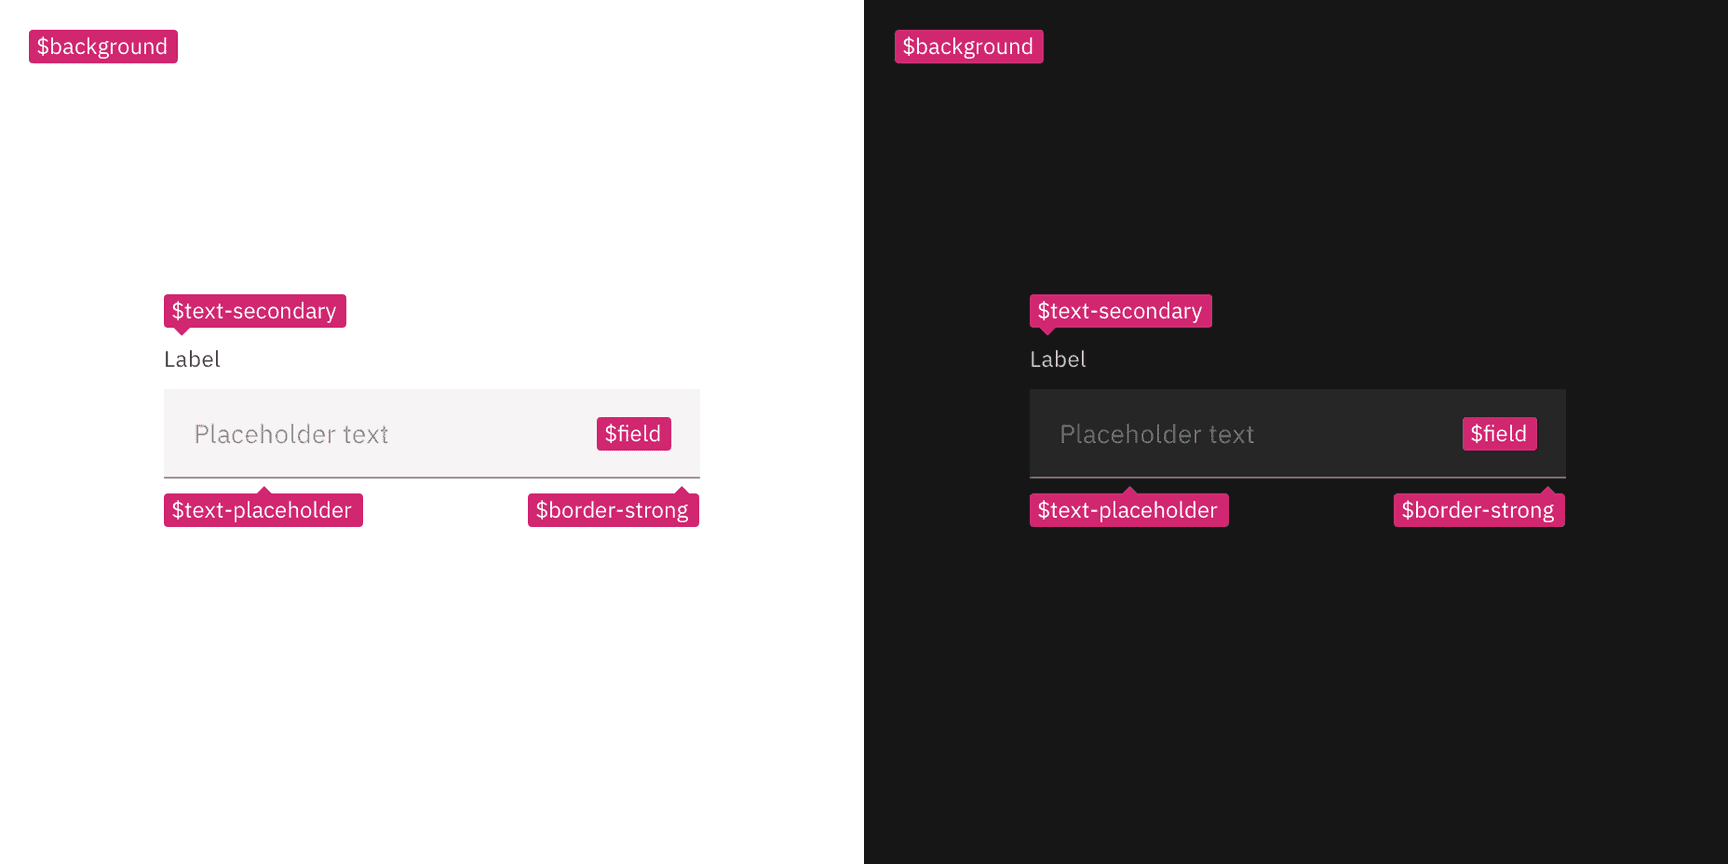 $background
$text-secondary
Label
Placeholder text
$field
$text-placeholder
$border-strong
$background
$text-secondary
Label
Placeholder text
$field
$text-placeholder
$border-strong